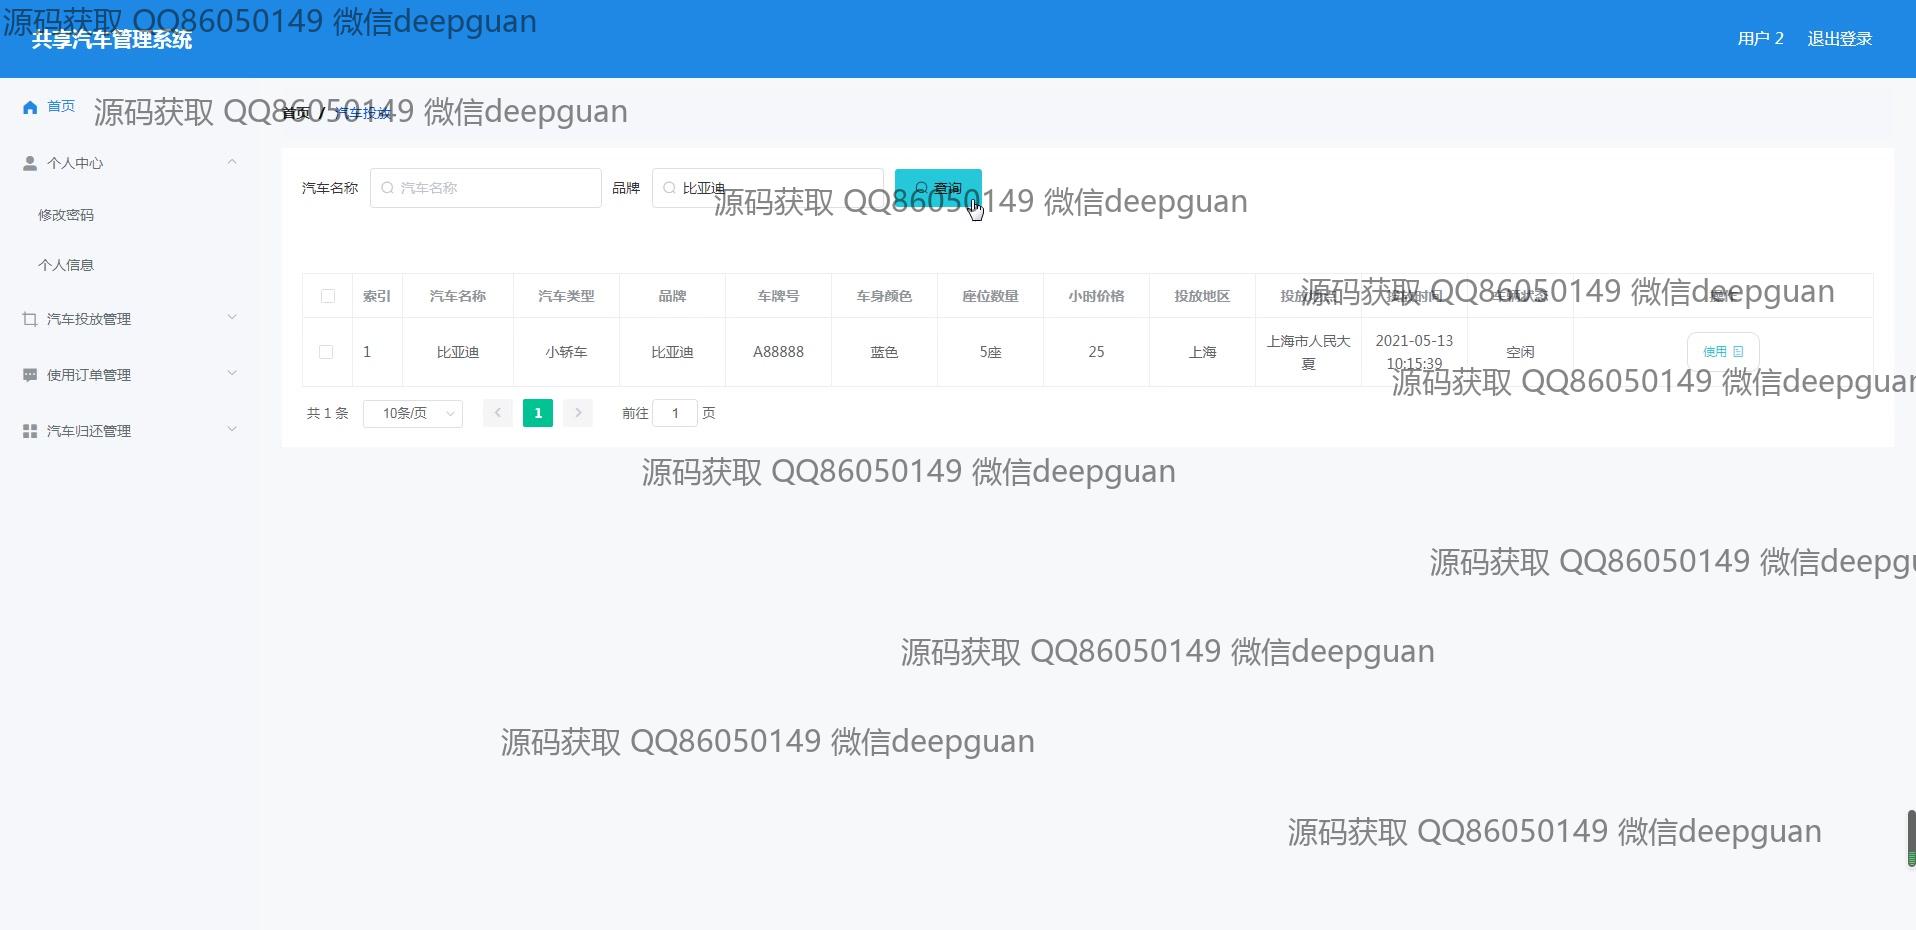 源码获取 QQ86050149 微信deepguan
共享汽车管理系统
用户 2 退出登录
首页
源码获取 QQ86050149 微信deepguan
首页 / 汽车投放
个人中心
修改密码
个人信息
汽车投放管理
使用订单管理
汽车归还管理
汽车名称 汽车名称 品牌 比亚迪 查询
源码获取 QQ86050149 微信deepguan
源码获取 QQ86050149 微信deepguan
索引 汽车名称 汽车类型 品牌 车牌号 车身颜色 座位数量 小时价格 投放地区 投放地点 投放时间 车辆状态 操作
1 比亚迪 小轿车 比亚迪 A88888 蓝色 5座 25 上海 上海市人民大夏 2021-05-13 10:15:39 空闲 使用
源码获取 QQ86050149 微信deepguan
共 1 条 10条/页 1 前往 1 页
源码获取 QQ86050149 微信deepguan
源码获取 QQ86050149 微信deepgu
源码获取 QQ86050149 微信deepguan
源码获取 QQ86050149 微信deepguan
源码获取 QQ86050149 微信deepguan